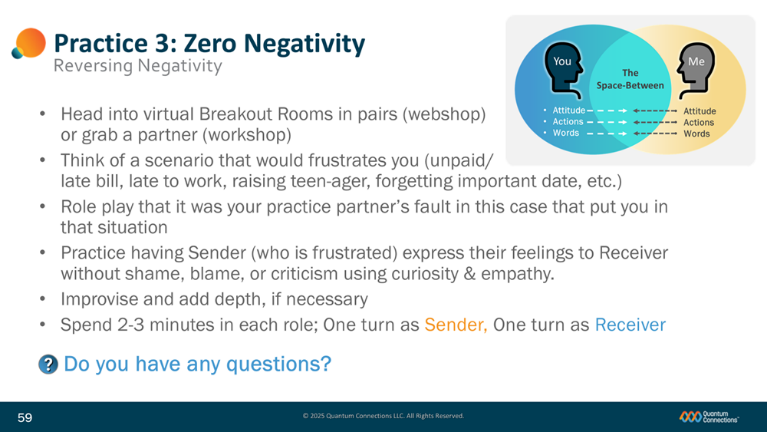 Practice 3: Zero Negativity
Reversing Negativity
You
Me
The
Space-Between
• Attitude
• Actions
• Words
Attitude
Actions
Words
• Head into virtual Breakout Rooms in pairs (webshop)
or grab a partner (workshop)
• Think of a scenario that would frustrates you (unpaid/
late bill, late to work, raising teen-ager, forgetting important date, etc.)
• Role play that it was your practice partner's fault in this case that put you in
that situation
• Practice having Sender (who is frustrated) express their feelings to Receiver
without shame, blame, or criticism using curiosity & empathy.
• Improvise and add depth, if necessary
• Spend 2-3 minutes in each role; One turn as Sender, One turn as Receiver
? Do you have any questions?
59
© 2025 Quantum Connections LLC. All Rights Reserved.
Quantum
Connections™